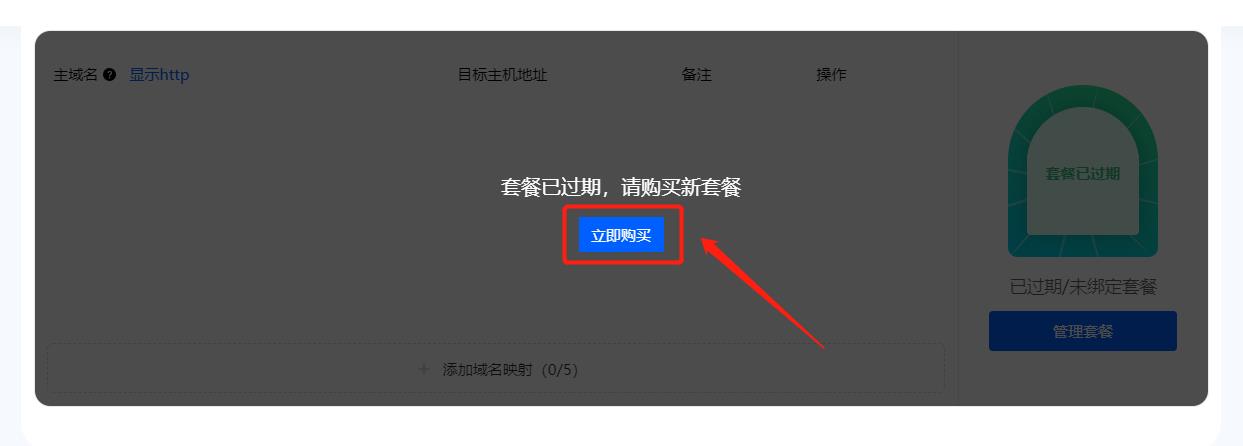 主域名 ? 显示http
目标主机地址
备注
操作
套餐已过期，请购买新套餐
立即购买
+ 添加域名映射（0/5）
套餐已过期
已过期/未绑定套餐
管理套餐